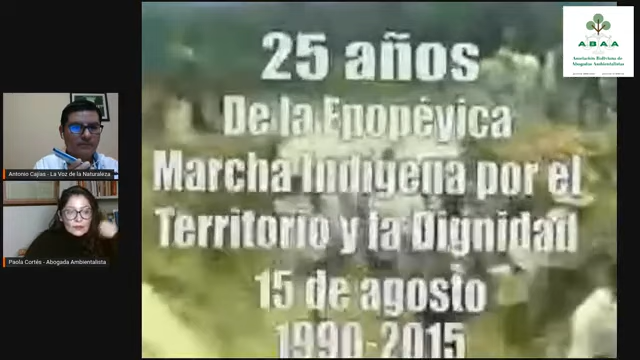 25 años
De la Epopéyica
Marcha Indígena por el
Territorio y la Dignidad
15 de agosto
1990-2015
ABAA
Asociación Boliviana de
Abogados Ambientalistas
Antonio Cajías - La Voz de la Naturaleza
Paola Cortés - Abogada Ambientalista